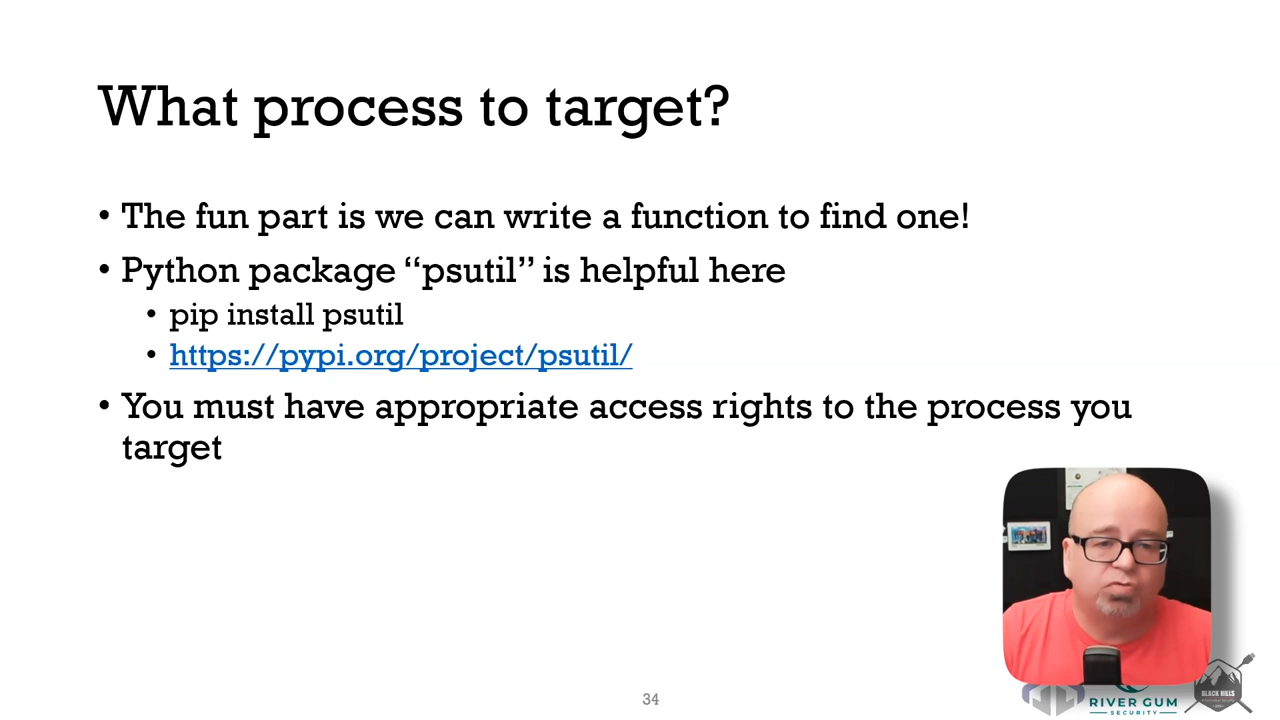 What process to target?
• The fun part is we can write a function to find one!
• Python package “psutil” is helpful here
• pip install psutil
• https://pypi.org/project/psutil/
• You must have appropriate access rights to the process you
target
34
RIVER GUM
SECURITY
BLACK HILLS